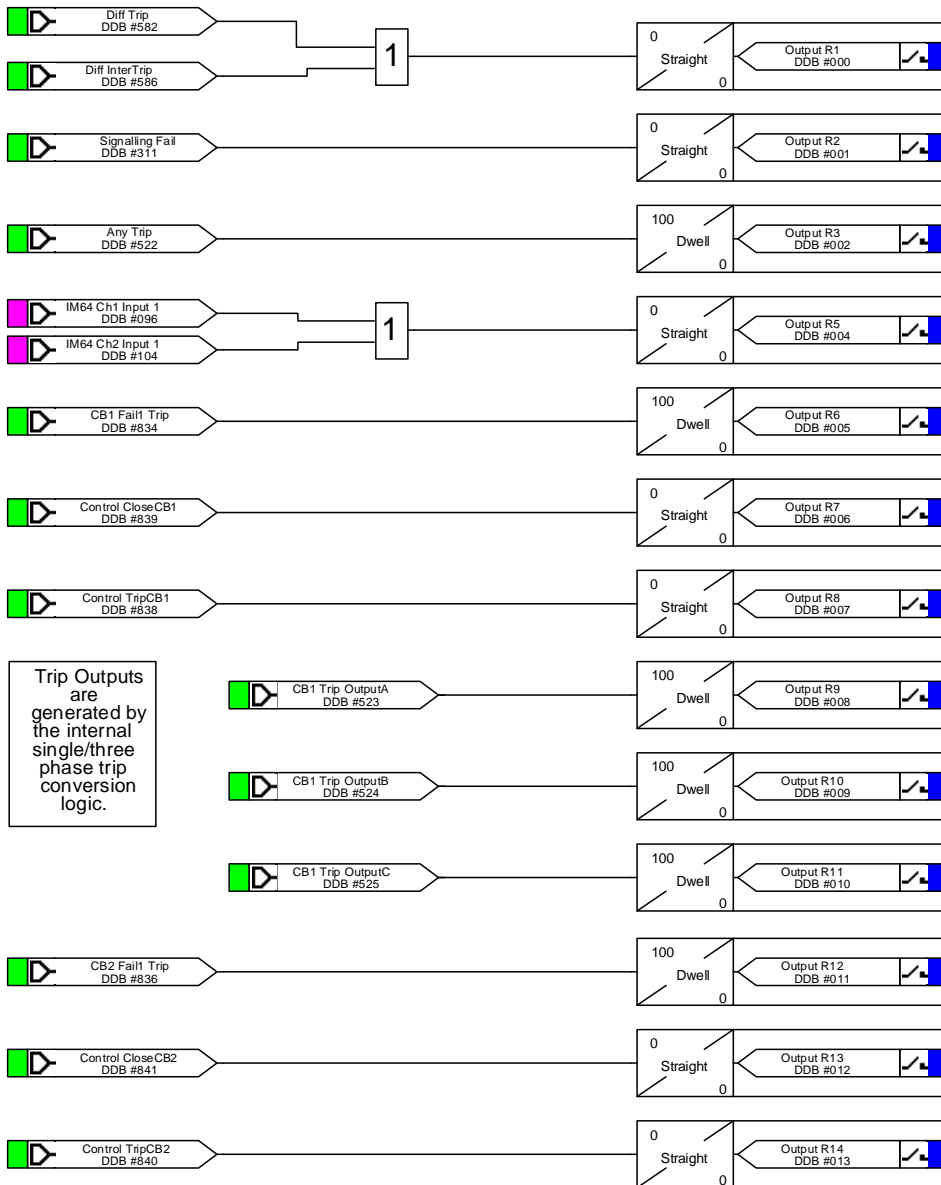 Diff Trip
DDB #582
Diff InterTrip
DDB #586
1
0
Straight
0
Output R1
DDB #000
Signalling Fail
DDB #311
0
Straight
0
Output R2
DDB #001
Any Trip
DDB #522
100
Dwell
0
Output R3
DDB #002
IM64 Ch1 Input 1
DDB #096
IM64 Ch2 Input 1
DDB #104
1
0
Straight
0
Output R5
DDB #004
CB1 Fail1 Trip
DDB #834
100
Dwell
0
Output R6
DDB #005
Control CloseCB1
DDB #839
0
Straight
0
Output R7
DDB #006
Control TripCB1
DDB #838
0
Straight
0
Output R8
DDB #007
Trip Outputs
are
generated by
the internal
single/three
phase trip
conversion
logic.
CB1 Trip OutputA
DDB #523
100
Dwell
0
Output R9
DDB #008
CB1 Trip OutputB
DDB #524
100
Dwell
0
Output R10
DDB #009
CB1 Trip OutputC
DDB #525
100
Dwell
0
Output R11
DDB #010
CB2 Fail1 Trip
DDB #836
100
Dwell
0
Output R12
DDB #011
Control CloseCB2
DDB #841
0
Straight
0
Output R13
DDB #012
Control TripCB2
DDB #840
0
Straight
0
Output R14
DDB #013